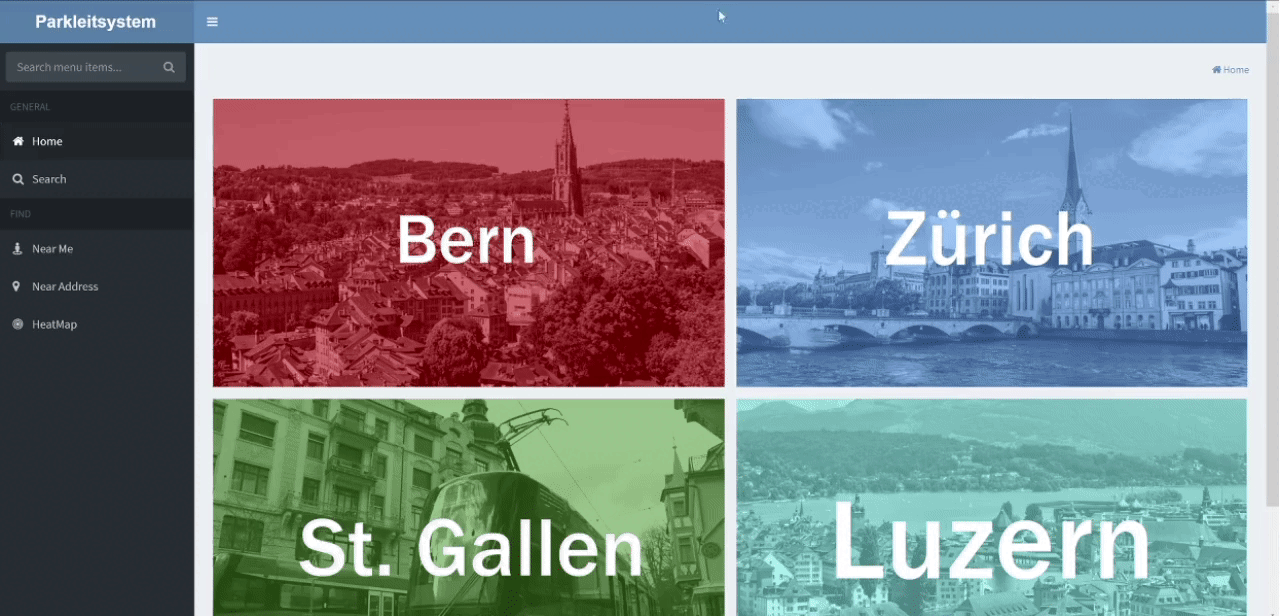 Parkleitsystem
Search menu items...
GENERAL
Home
Search
FIND
Near Me
Near Address
HeatMap
Home
Bern
Zürich
St. Gallen
Luzern